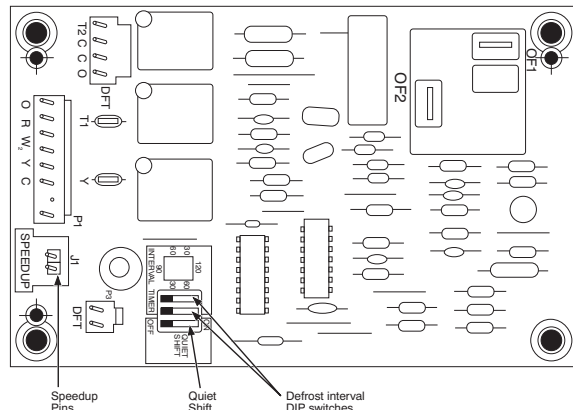 T2 C C O
DFT
T1
Y
O R W2 Y C
P1
SPEEDUP
J1
DFT
P3
OF1
OF2
INTERVAL TIMER
30
60
90
120
30
60
OFF
QUIET
SHIFT
Speedup
Pins
Quiet
Shift
Defrost interval
DIP switches